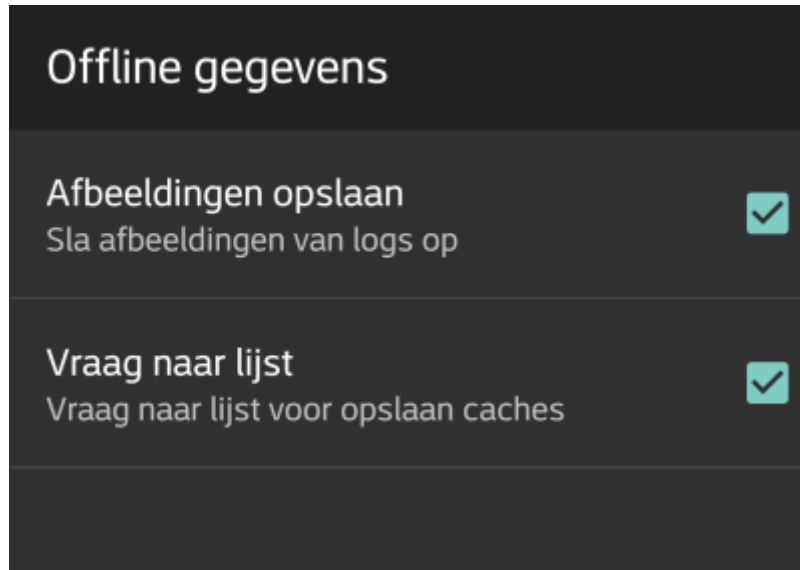 Offline gegevens
Afbeeldingen opslaan
Sla afbeeldingen van logs op
Vraag naar lijst
Vraag naar lijst voor opslaan caches